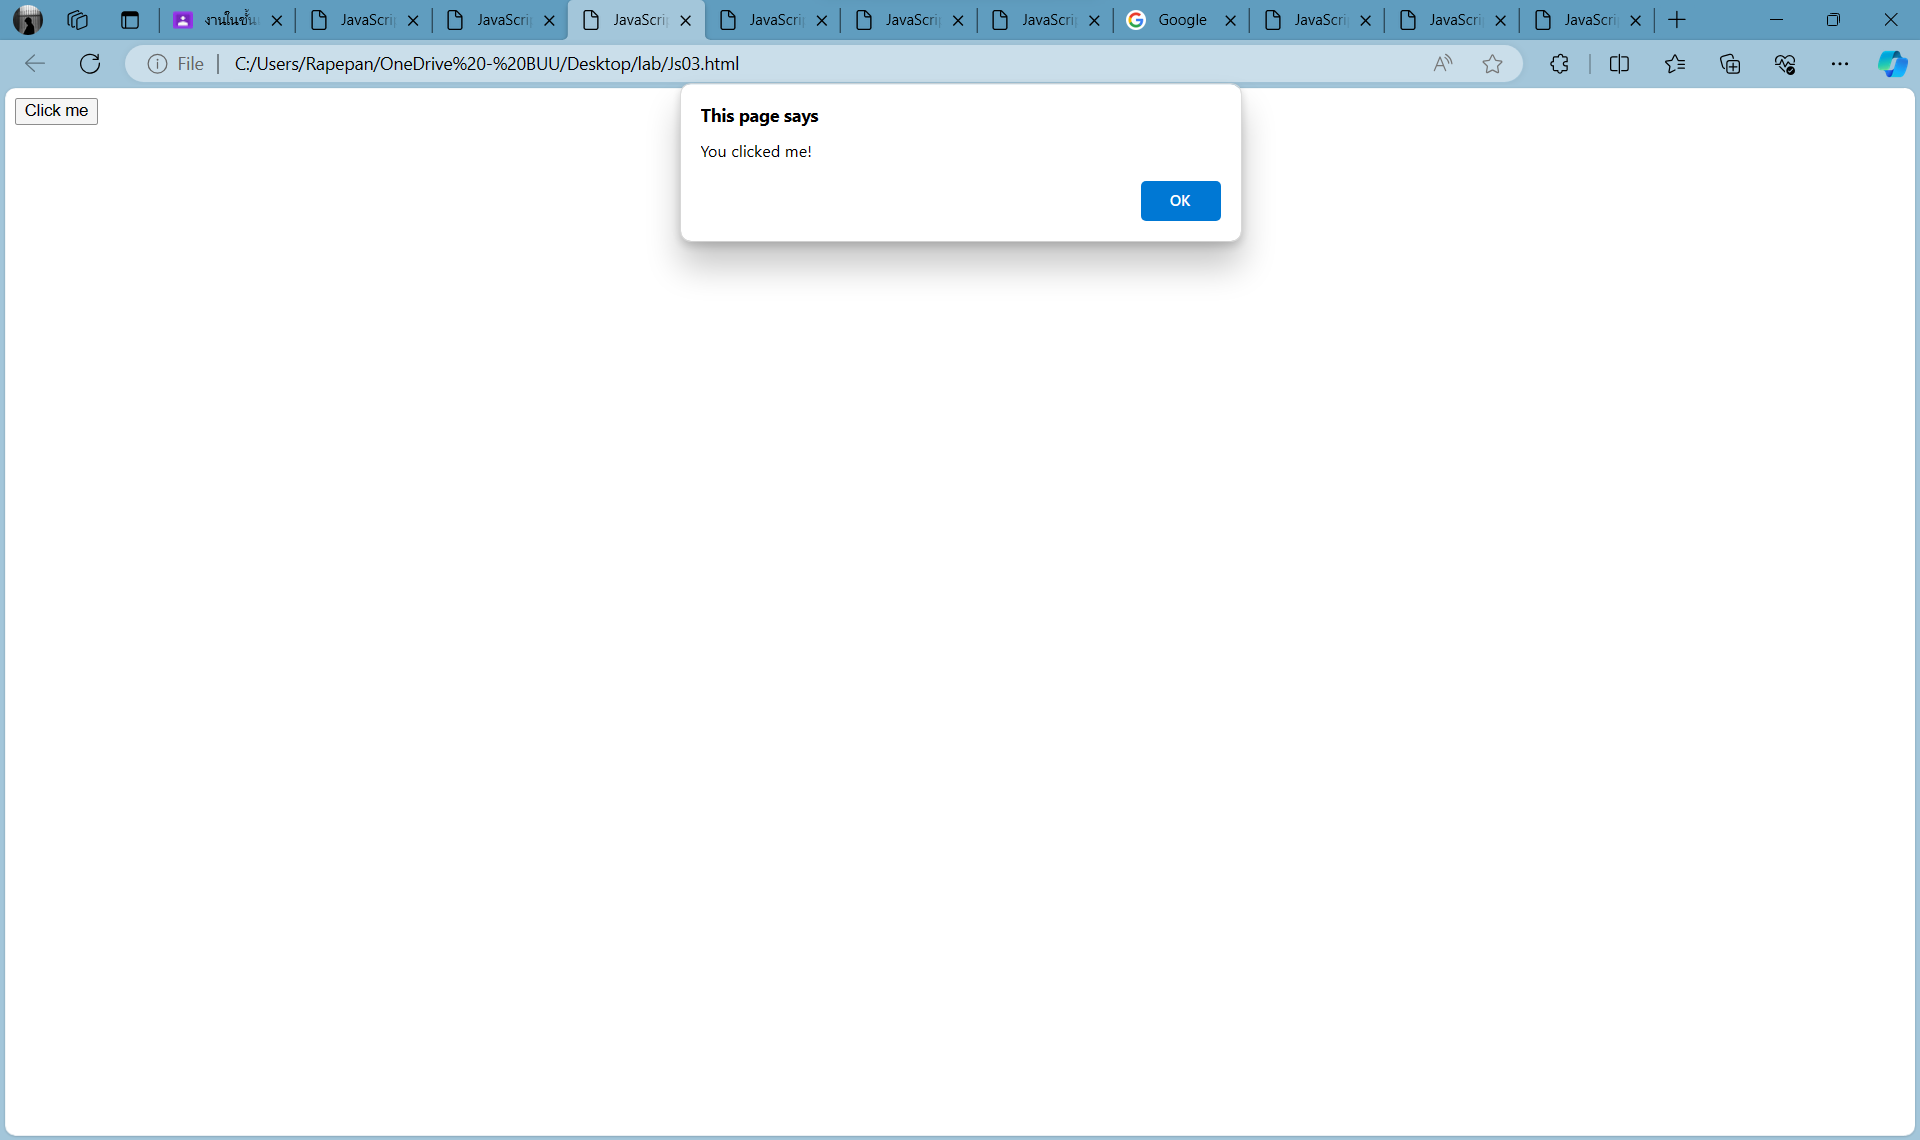 งานในชั้น JavaScri JavaScri JavaScri JavaScri JavaScri JavaScri Google JavaScri JavaScri JavaScri
File C:/Users/Rapepan/OneDrive%20-%20BUU/Desktop/lab/Js03.html
Click me
This page says
You clicked me!
OK